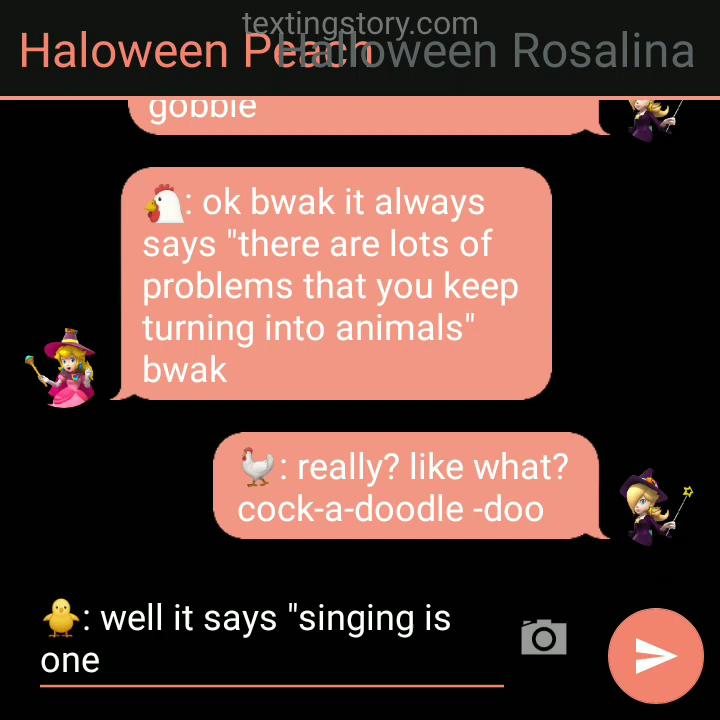 textingstory.com
Haloween Peach
Halloween Rosalina
gobble
🐔: ok bwak it always
says "there are lots of
problems that you keep
turning into animals"
bwak
🐓: really? like what?
cock-a-doodle -doo
🐥: well it says "singing is
one